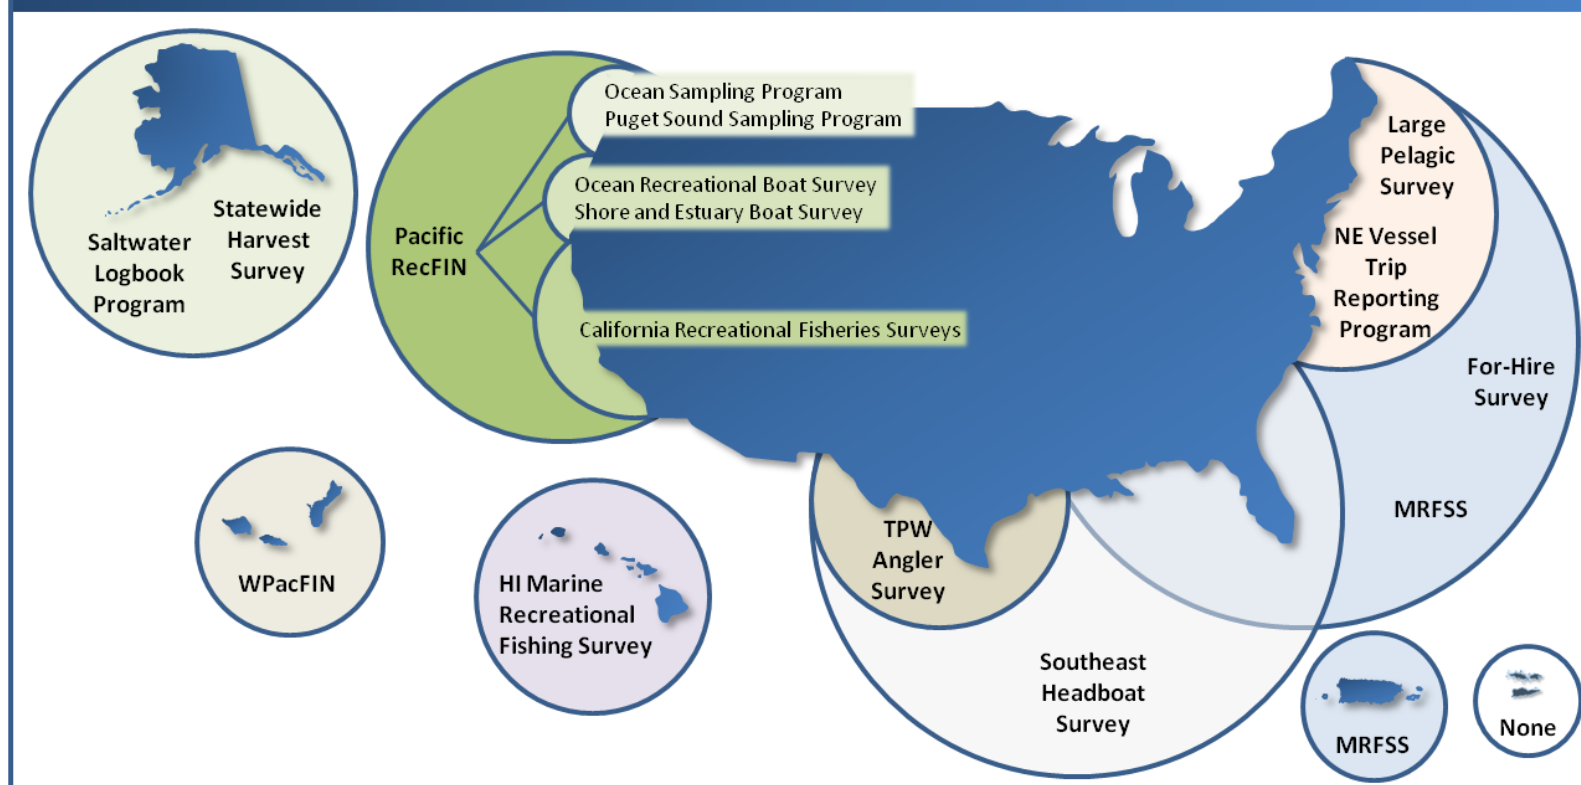 Saltwater
Logbook
Program
Statewide
Harvest
Survey
Pacific
RecFIN
Ocean Sampling Program
Puget Sound Sampling Program
Ocean Recreational Boat Survey
Shore and Estuary Boat Survey
California Recreational Fisheries Surveys
Large
Pelagic
Survey
NE Vessel
Trip
Reporting
Program
For-Hire
Survey
MRFSS
WPacFIN
HI Marine
Recreational
Fishing Survey
TPW
Angler
Survey
Southeast
Headboat
Survey
MRFSS
None